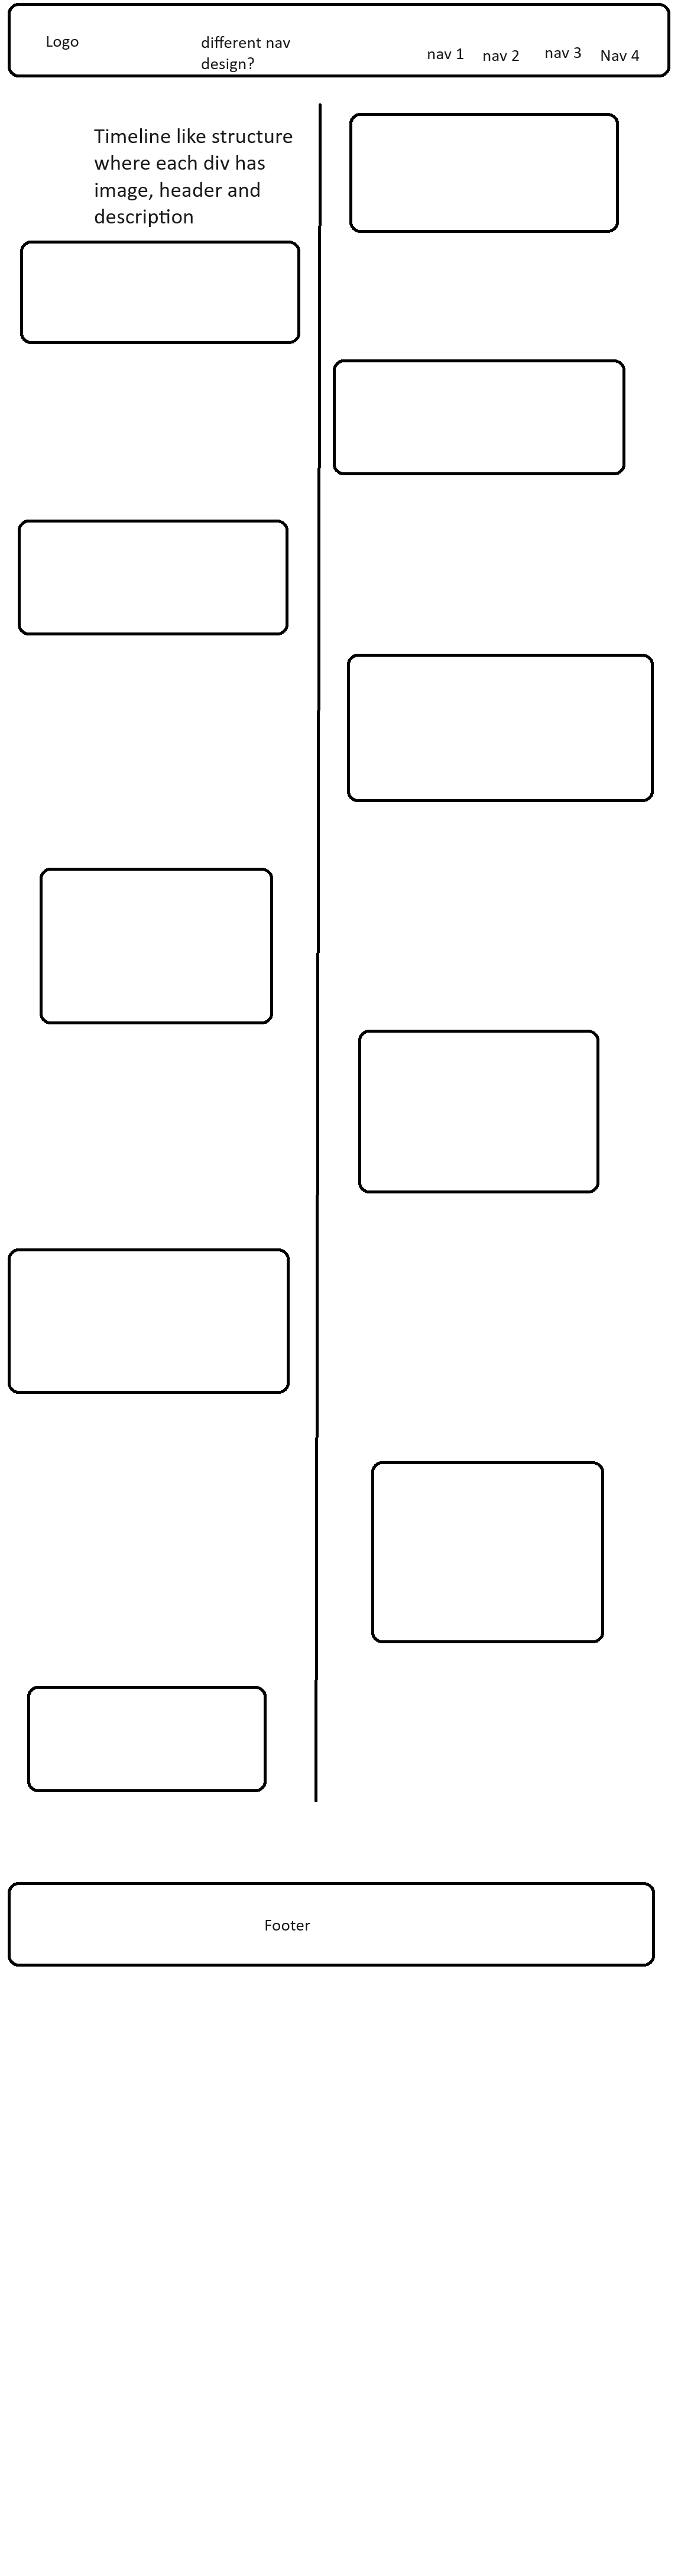 Logo
different nav
design?
nav 1
nav 2
nav 3
Nav 4
Timeline like structure
where each div has
image, header and
description
Footer